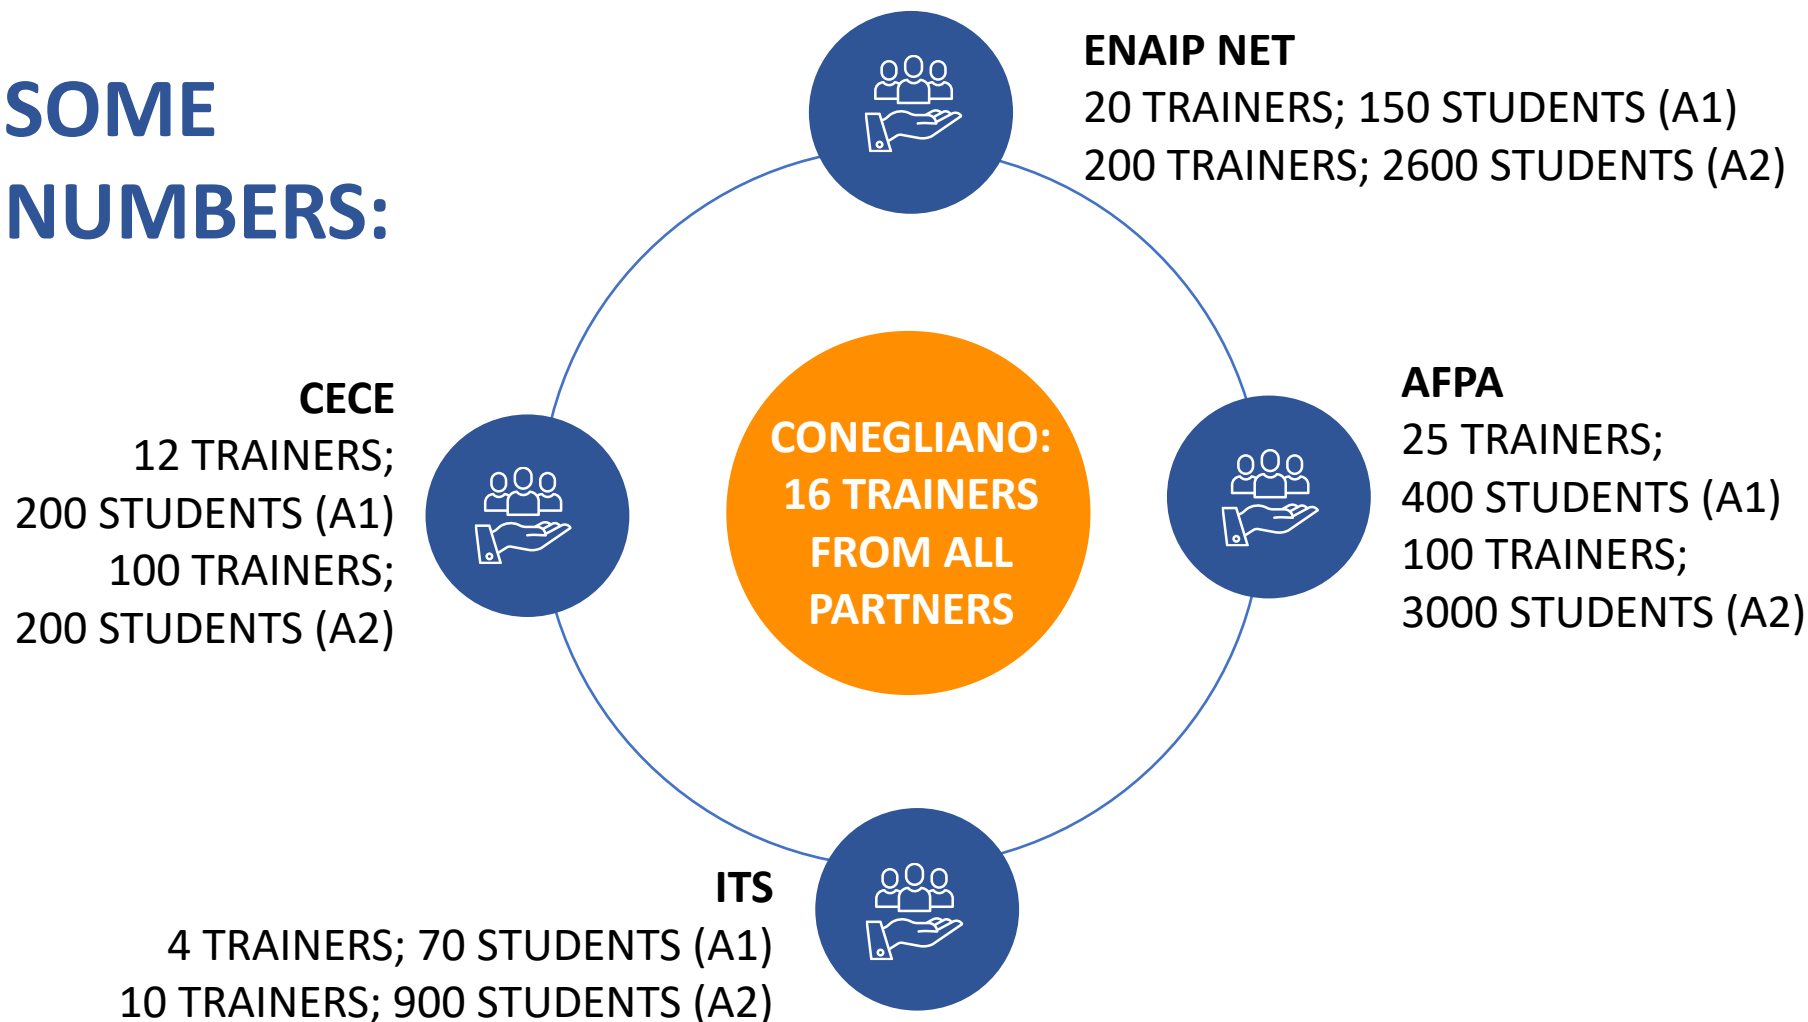 SOME
NUMBERS:
ENAIP NET
20 TRAINERS; 150 STUDENTS (A1)
200 TRAINERS; 2600 STUDENTS (A2)
CECE
12 TRAINERS;
200 STUDENTS (A1)
100 TRAINERS;
200 STUDENTS (A2)
CONEGLIANO:
16 TRAINERS
FROM ALL
PARTNERS
AFPA
25 TRAINERS;
400 STUDENTS (A1)
100 TRAINERS;
3000 STUDENTS (A2)
ITS
4 TRAINERS; 70 STUDENTS (A1)
10 TRAINERS; 900 STUDENTS (A2)